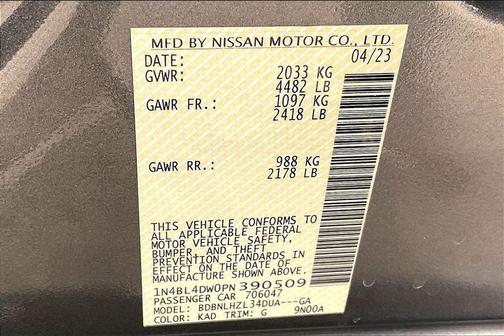 MFD BY NISSAN MOTOR CO., LTD.
DATE: 04/23
GVWR: 2033 KG
4482 LB
GAWR FR.: 1097 KG
2418 LB
GAWR RR.: 988 KG
2178 LB
THIS VEHICLE CONFORMS TO
ALL APPLICABLE FEDERAL
MOTOR VEHICLE SAFETY,
BUMPER, AND THEFT
PREVENTION STANDARDS IN
EFFECT ON THE DATE OF
MANUFACTURE SHOWN ABOVE.
1N4BL4DW0PN390509
PASSENGER CAR 706047
MODEL: BDBNLHZL34DUA---GA
COLOR: KAD TRIM: G 9N00A